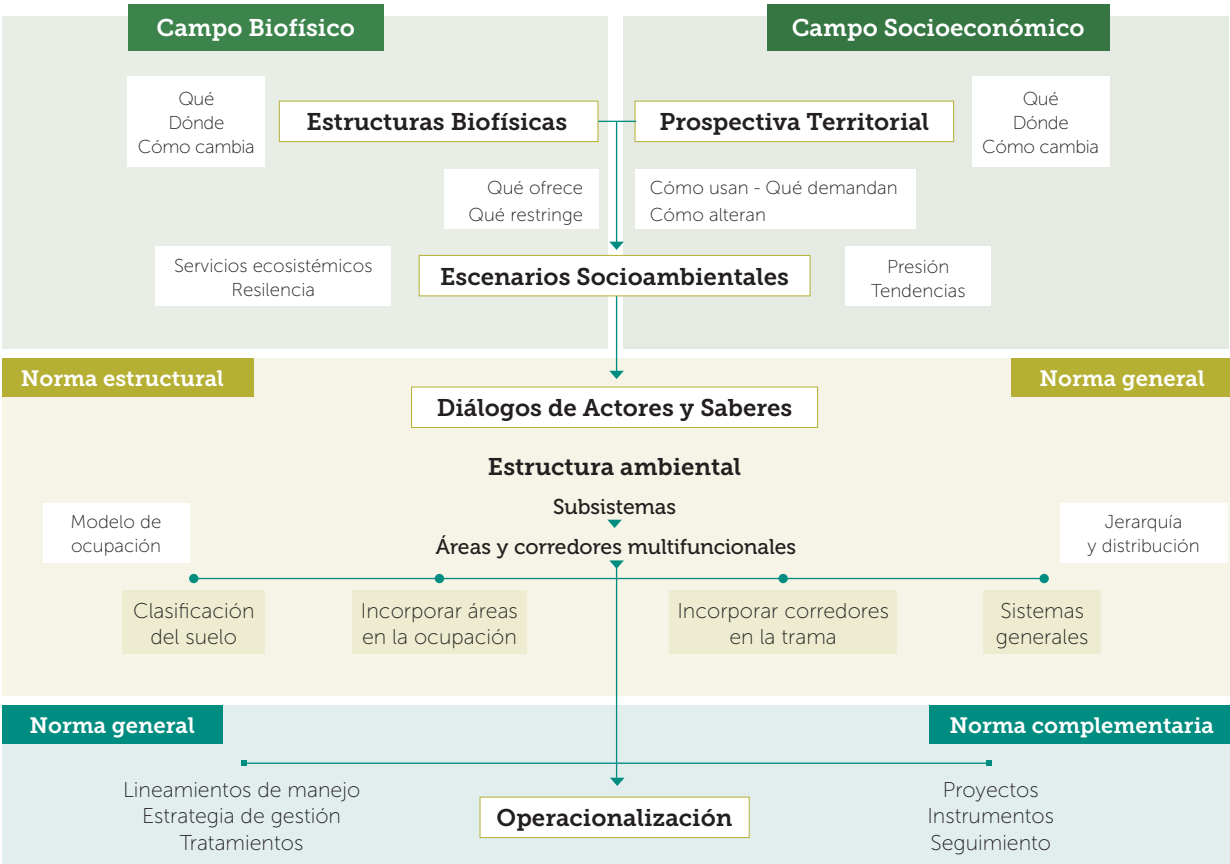 Campo Biofísico
Campo Socioeconómico
Qué
Dónde
Cómo cambia
Estructuras Biofísicas
Prospectiva Territorial
Qué
Dónde
Cómo cambia
Qué ofrece
Qué restringe
Cómo usan - Qué demandan
Cómo alteran
Servicios ecosistémicos
Resilencia
Escenarios Socioambientales
Presión
Tendencias
Norma estructural
Norma general
Diálogos de Actores y Saberes
Estructura ambiental
Subsistemas
Áreas y corredores multifuncionales
Modelo de
ocupación
Jerarquía
y distribución
Clasificación
del suelo
Incorporar áreas
en la ocupación
Incorporar corredores
en la trama
Sistemas
generales
Norma general
Norma complementaria
Lineamientos de manejo
Estrategia de gestión
Tratamientos
Operacionalización
Proyectos
Instrumentos
Seguimiento